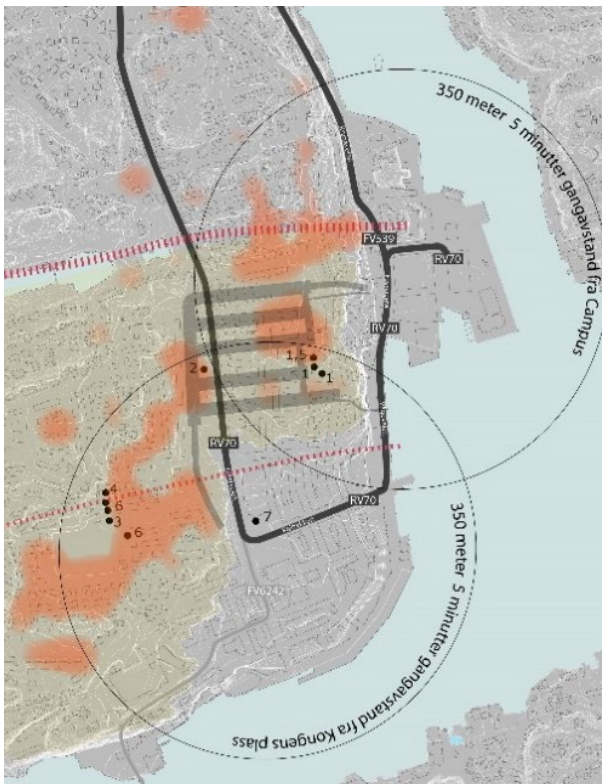 350 meter 5 minutter gangavstand fra Campus
FV539
RV70
RV70
1,5
2
1
1
RV70
4
RV70
6
3
7
6
350 meter 5 minutter gangavstand fra Kongens plass
FV6242